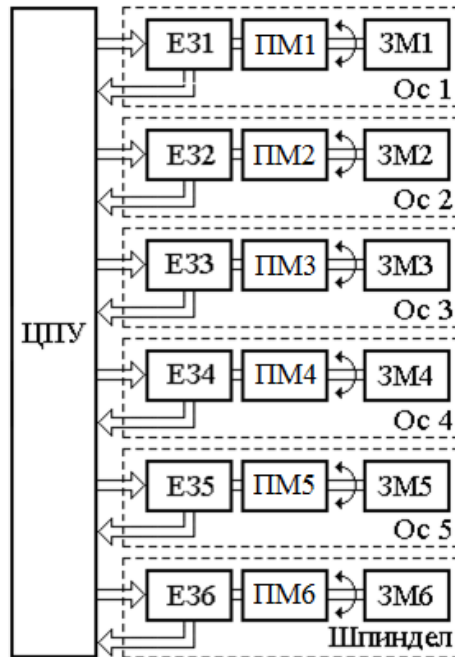 ЦПУ
ЕЗ1 ПМ1 ЗМ1
Ос 1
ЕЗ2 ПМ2 ЗМ2
Ос 2
ЕЗ3 ПМ3 ЗМ3
Ос 3
ЕЗ4 ПМ4 ЗМ4
Ос 4
ЕЗ5 ПМ5 ЗМ5
Ос 5
ЕЗ6 ПМ6 ЗМ6
Шпиндел